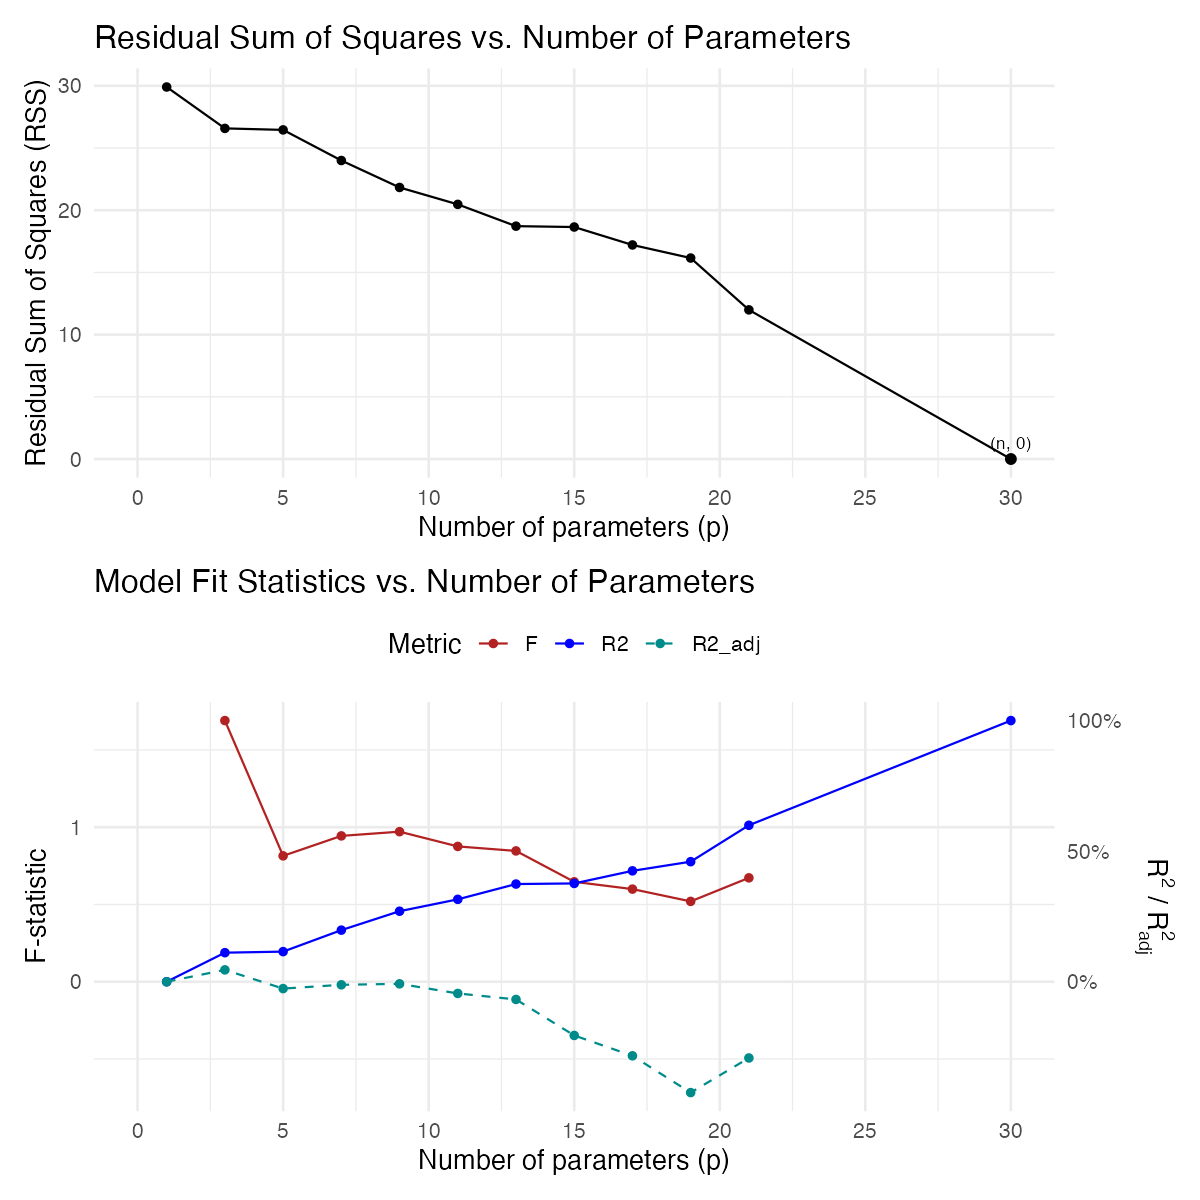 Residual Sum of Squares vs. Number of Parameters
Residual Sum of Squares (RSS)
30
20
10
0
(n, 0)
0 5 10 15 20 25 30
Number of parameters (p)
Model Fit Statistics vs. Number of Parameters
Metric F R2 R2_adj
F-statistic
1
0
100%
50%
0%
R² / R²adj
0 5 10 15 20 25 30
Number of parameters (p)